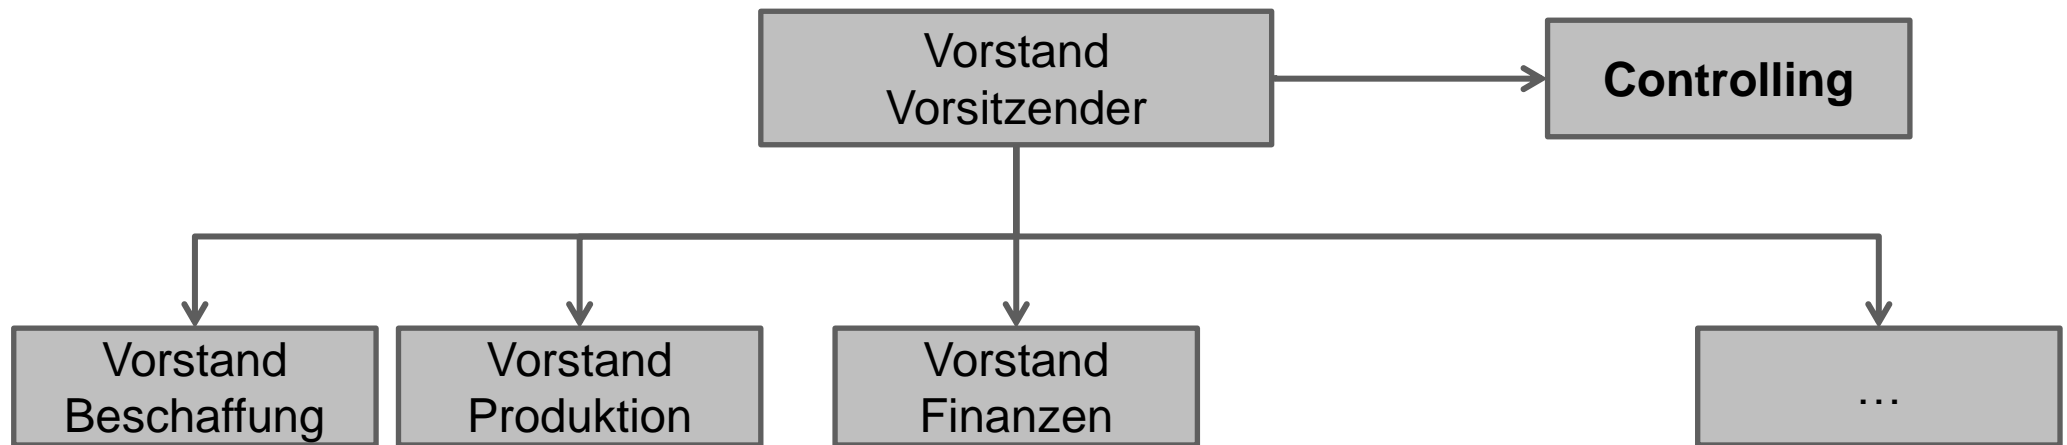 Vorstand
Vorsitzender
Controlling
Vorstand
Beschaffung
Vorstand
Produktion
Vorstand
Finanzen
…